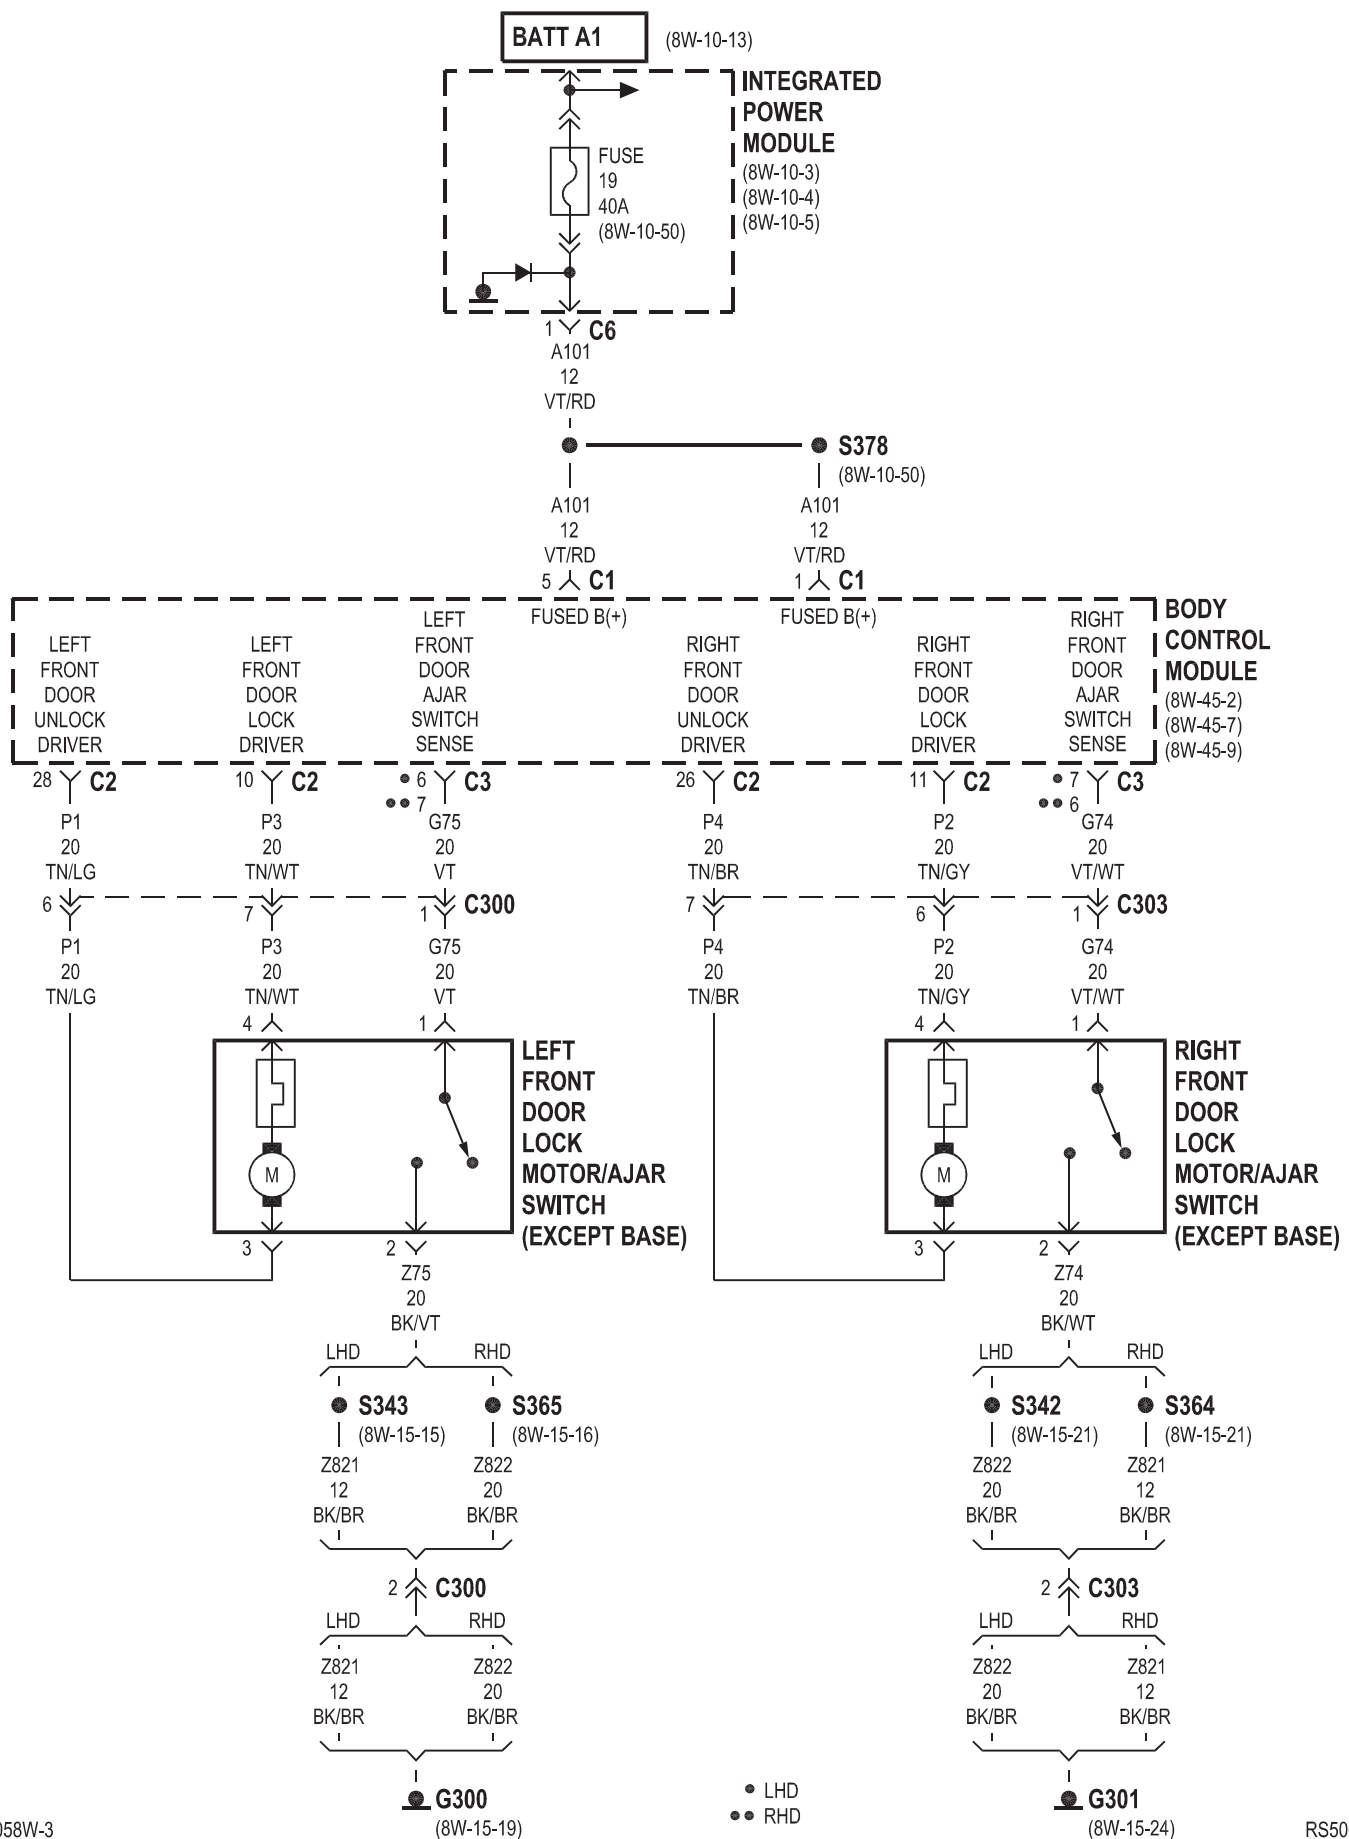 BATT A1 (8W-10-13)
INTEGRATED
POWER
MODULE
(8W-10-3)
(8W-10-4)
(8W-10-5)
FUSE
19
40A
(8W-10-50)
1 C6
A101
12
VT/RD
S378
(8W-10-50)
A101 A101
12 12
VT/RD VT/RD
5 C1 1 C1
FUSED B(+) FUSED B(+)
BODY
CONTROL
MODULE
(8W-45-2)
(8W-45-7)
(8W-45-9)
LEFT
FRONT
DOOR
UNLOCK
DRIVER
LEFT
FRONT
DOOR
LOCK
DRIVER
LEFT
FRONT
DOOR
AJAR
SWITCH
SENSE
RIGHT
FRONT
DOOR
UNLOCK
DRIVER
RIGHT
FRONT
DOOR
LOCK
DRIVER
RIGHT
FRONT
DOOR
AJAR
SWITCH
SENSE
28 C2 10 C2 6 C3 26 C2 11 C2 7 C3
7 6
P1 P3 G75 P4 P2 G74
20 20 20 20 20 20
TN/LG TN/WT VT TN/BR TN/GY VT/WT
6 7 1 C300 7 6 1 C303
P1 P3 G75 P4 P2 G74
20 20 20 20 20 20
TN/LG TN/WT VT TN/BR TN/GY VT/WT
4 1 4 1
LEFT
FRONT
DOOR
LOCK
MOTOR/AJAR
SWITCH
(EXCEPT BASE)
RIGHT
FRONT
DOOR
LOCK
MOTOR/AJAR
SWITCH
(EXCEPT BASE)
M M
3 2 3 2
Z75 Z74
20 20
BK/VT BK/WT
LHD RHD LHD RHD
S343 S365 S342 S364
(8W-15-15) (8W-15-16) (8W-15-21) (8W-15-21)
Z821 Z822 Z822 Z821
12 20 20 12
BK/BR BK/BR BK/BR BK/BR
2 C300 2 C303
LHD RHD LHD RHD
Z821 Z822 Z822 Z821
12 20 20 12
BK/BR BK/BR BK/BR BK/BR
G300 G301
(8W-15-19) (8W-15-24)
LHD
RHD
058W-3 RS50